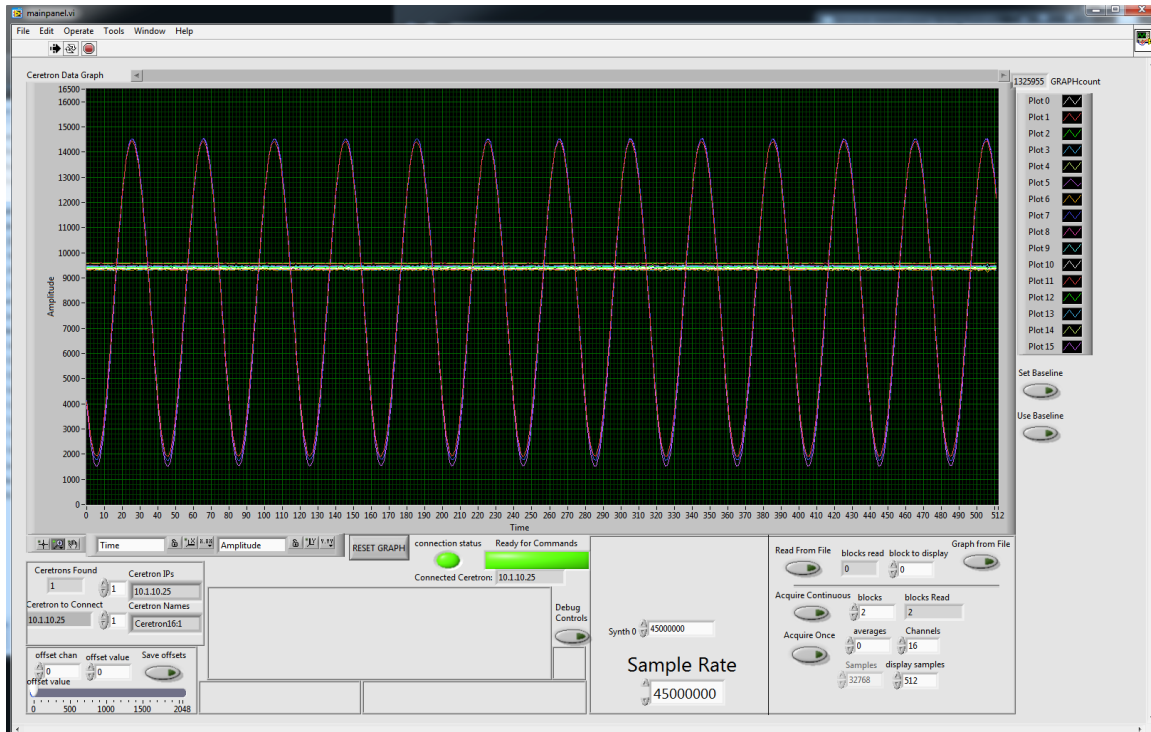 mainpanel.vi
File Edit Operate Tools Window Help
Ceretron Data Graph
1325955 GRAPHcount
16500
16000
15000
14000
13000
12000
11000
10000
9000
8000
7000
6000
5000
4000
3000
2000
1000
0
Amplitude
0 10 20 30 40 50 60 70 80 90 100 110 120 130 140 150 160 170 180 190 200 210 220 230 240 250 260 270 280 290 300 310 320 330 340 350 360 370 380 390 400 410 420 430 440 450 460 470 480 490 500 512
Time
Plot 0
Plot 1
Plot 2
Plot 3
Plot 4
Plot 5
Plot 6
Plot 7
Plot 8
Plot 9
Plot 10
Plot 11
Plot 12
Plot 13
Plot 14
Plot 15
Set Baseline
Use Baseline
Time
Amplitude
RESET GRAPH
connection status
Ready for Commands
Connected Ceretron: 10.1.10.25
Ceretrons Found
1
Ceretron IPs
1 10.1.10.25
Ceretron to Connect
10.1.10.25
Ceretron Names
1 Ceretron16:1
offset chan
0
offset value
0
Save offsets
offset value
0 500 1000 1500 2048
Debug
Controls
Synth 0 45000000
Sample Rate
45000000
Read From File
blocks read
0
block to display
0
Graph from File
Acquire Continuous
blocks
2
blocks Read
2
Acquire Once
averages
0
Channels
16
Samples
32768
display samples
512